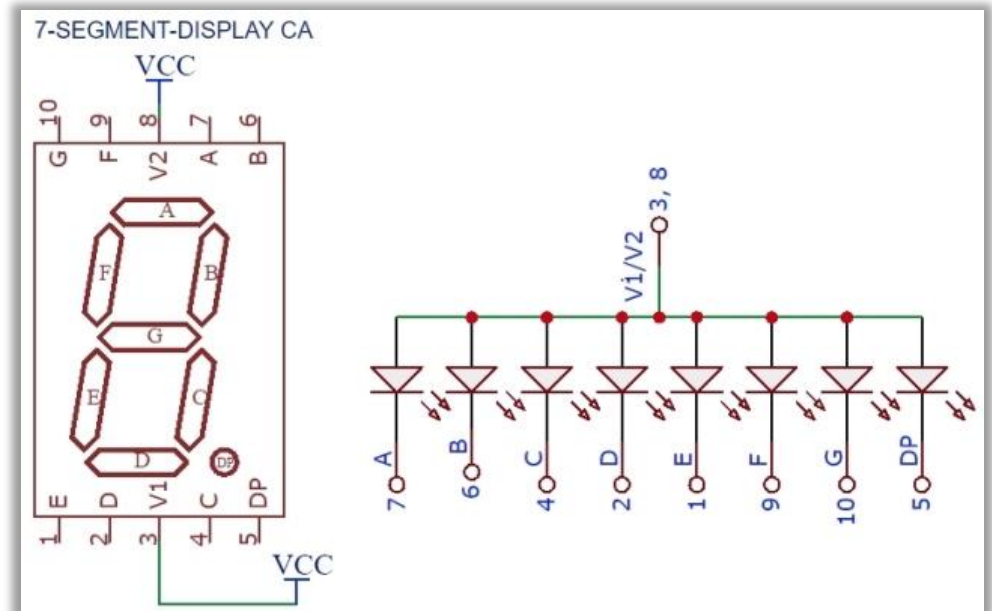 7-SEGMENT-DISPLAY CA
VCC
10 9 8 7 6
G F V2 A B
A
F B
G
E C
D DP
E D V1 C DP
1 2 3 4 5
VCC
3, 8
V1/V2
A B C D E F G DP
7 6 4 2 1 9 10 5